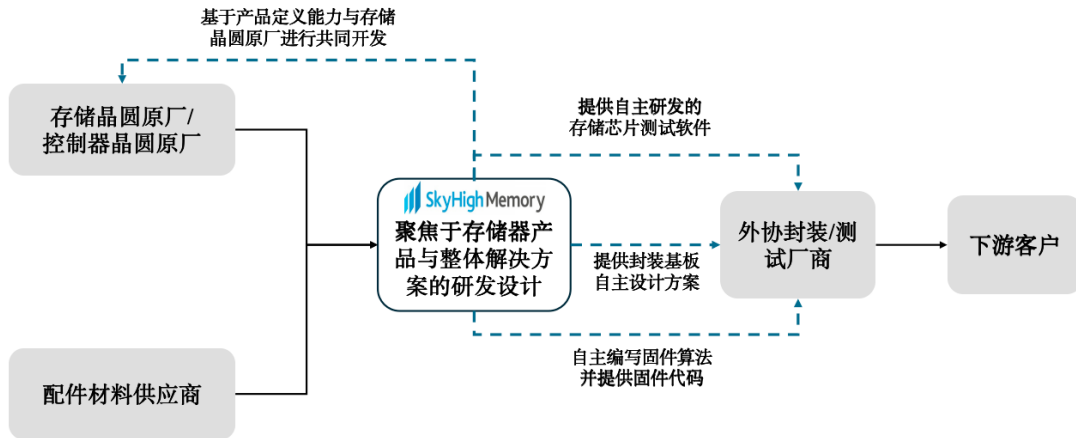 基于产品定义能力与存储
晶圆原厂进行共同开发
存储晶圆原厂/
控制器晶圆原厂
提供自主研发的
存储芯片测试软件
SkyHigh Memory
聚焦于存储器产
品与整体解决方
案的研发设计
提供封装基板
自主设计方案
外协封装/测
试厂商
下游客户
自主编写固件算法
并提供固件代码
配件材料供应商